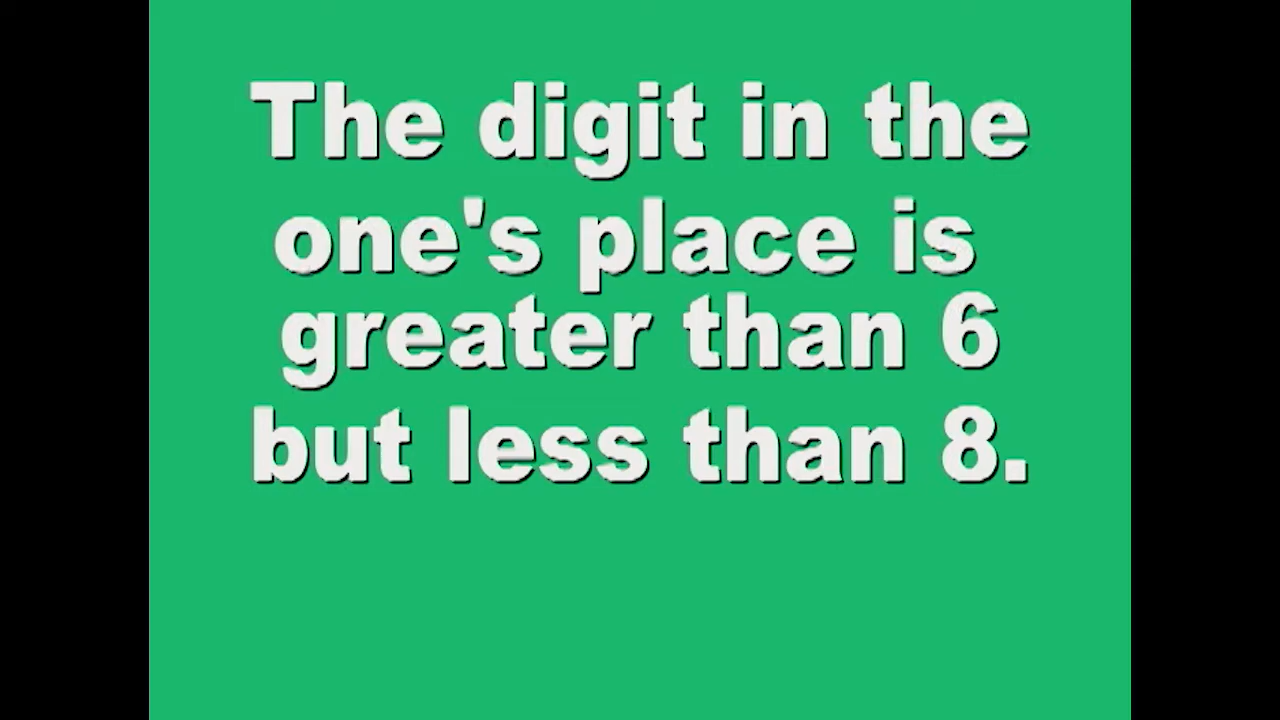 The digit in the
one's place is
greater than 6
but less than 8.